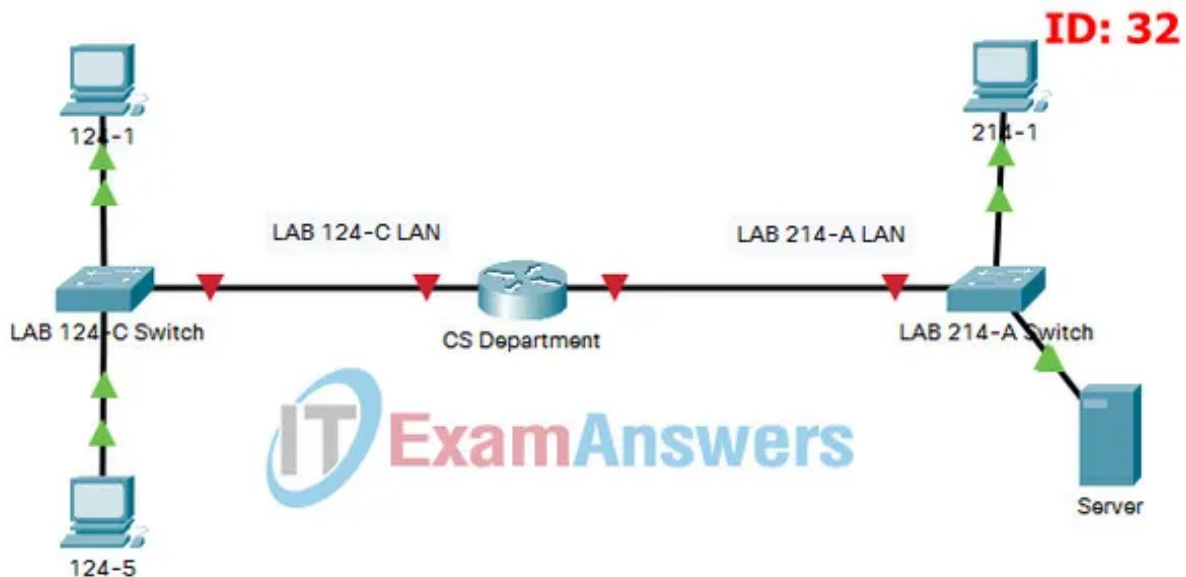 ID: 32
124-1
214-1
LAB 124-C LAN
LAB 214-A LAN
LAB 124-C Switch
CS Department
LAB 214-A Switch
ITExamAnswers
Server
124-5